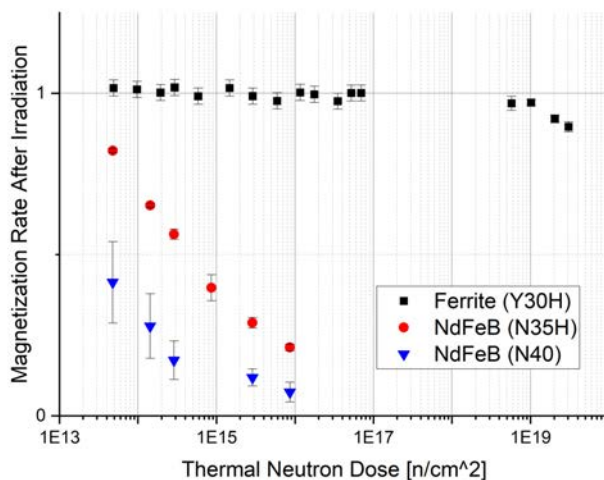 Magnetization Rate After Irradiation
1
0
Ferrite (Y30H)
NdFeB (N35H)
NdFeB (N40)
1E13 1E15 1E17 1E19
Thermal Neutron Dose [n/cm^2]